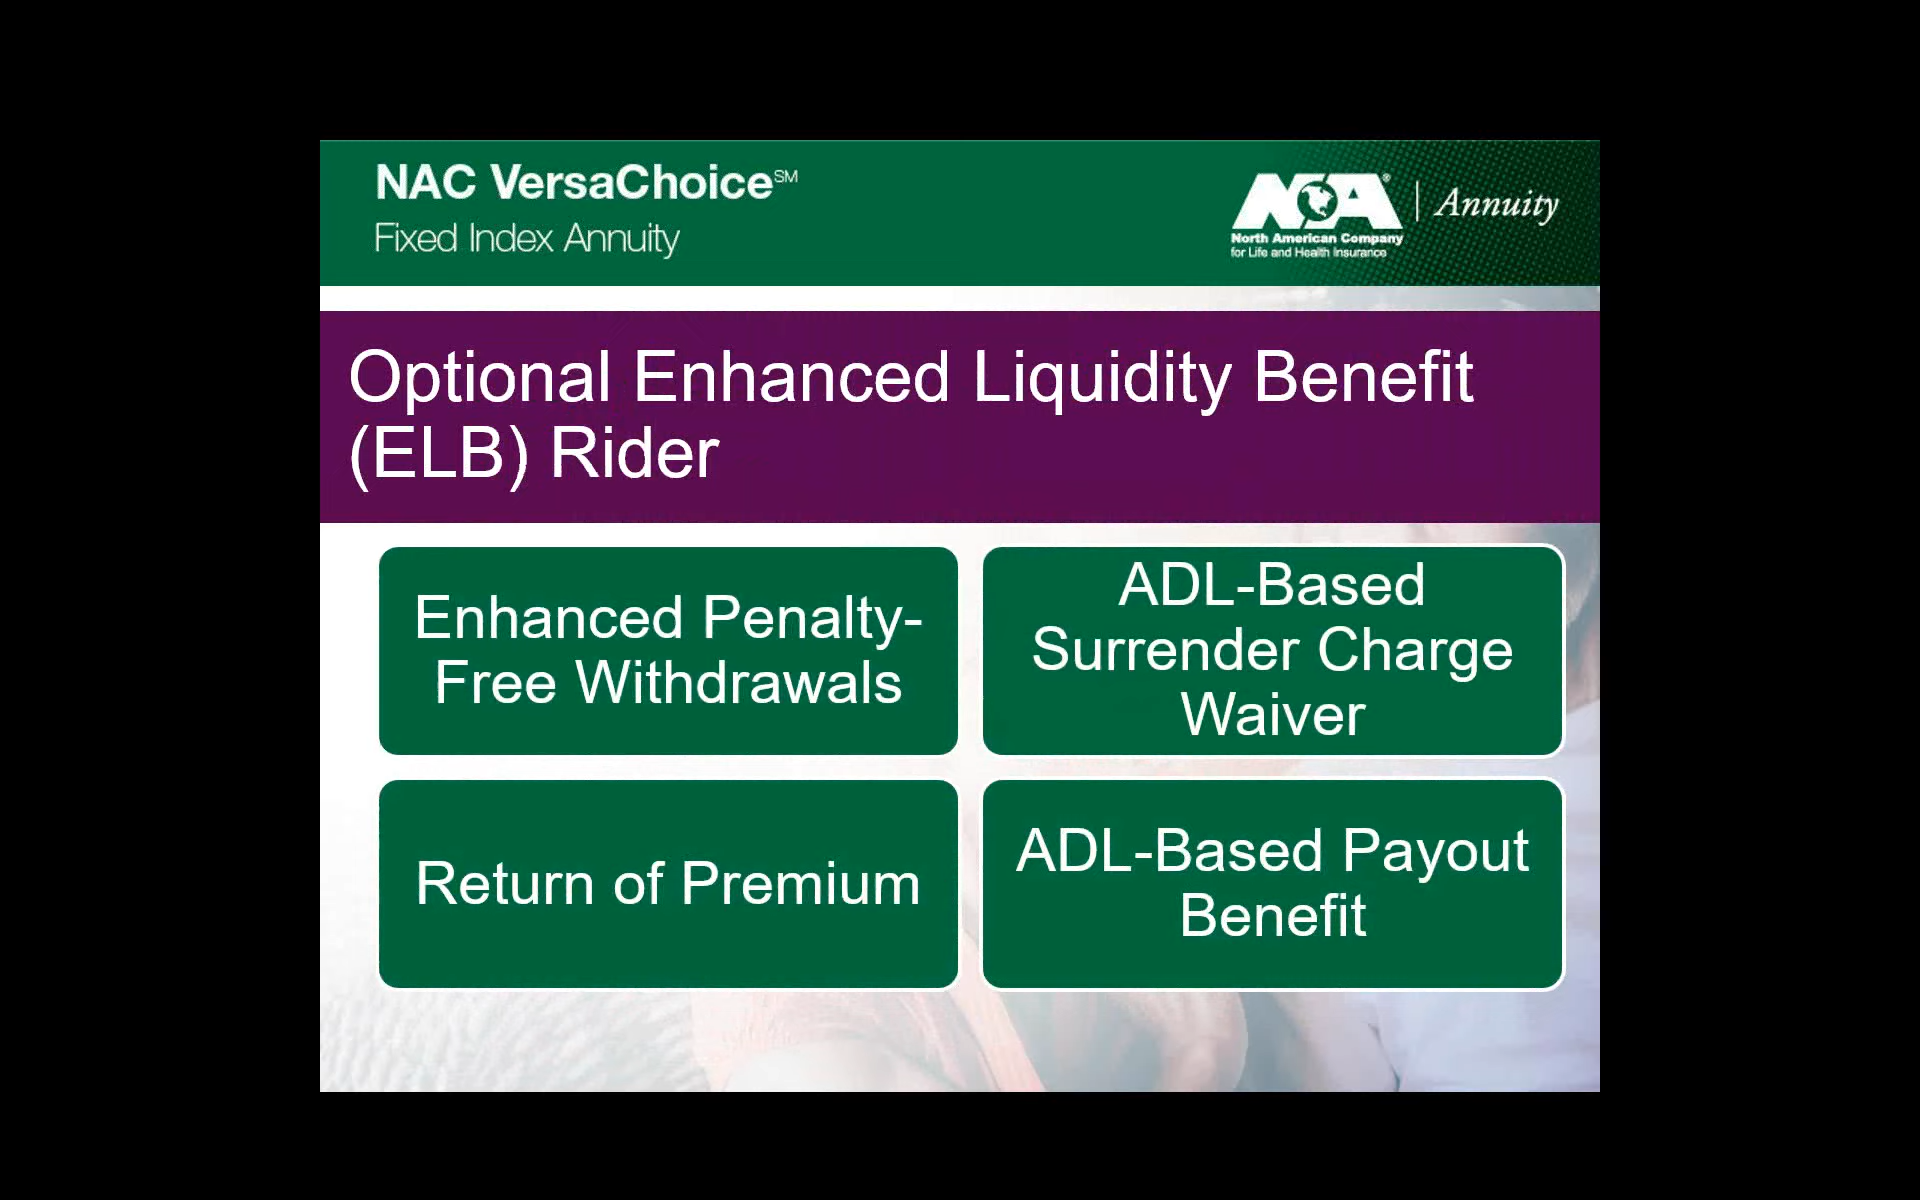 NAC VersaChoice℠
Fixed Index Annuity
NA®
North American Company
for Life and Health Insurance
Annuity
Optional Enhanced Liquidity Benefit
(ELB) Rider
Enhanced Penalty-
Free Withdrawals
ADL-Based
Surrender Charge
Waiver
Return of Premium
ADL-Based Payout
Benefit